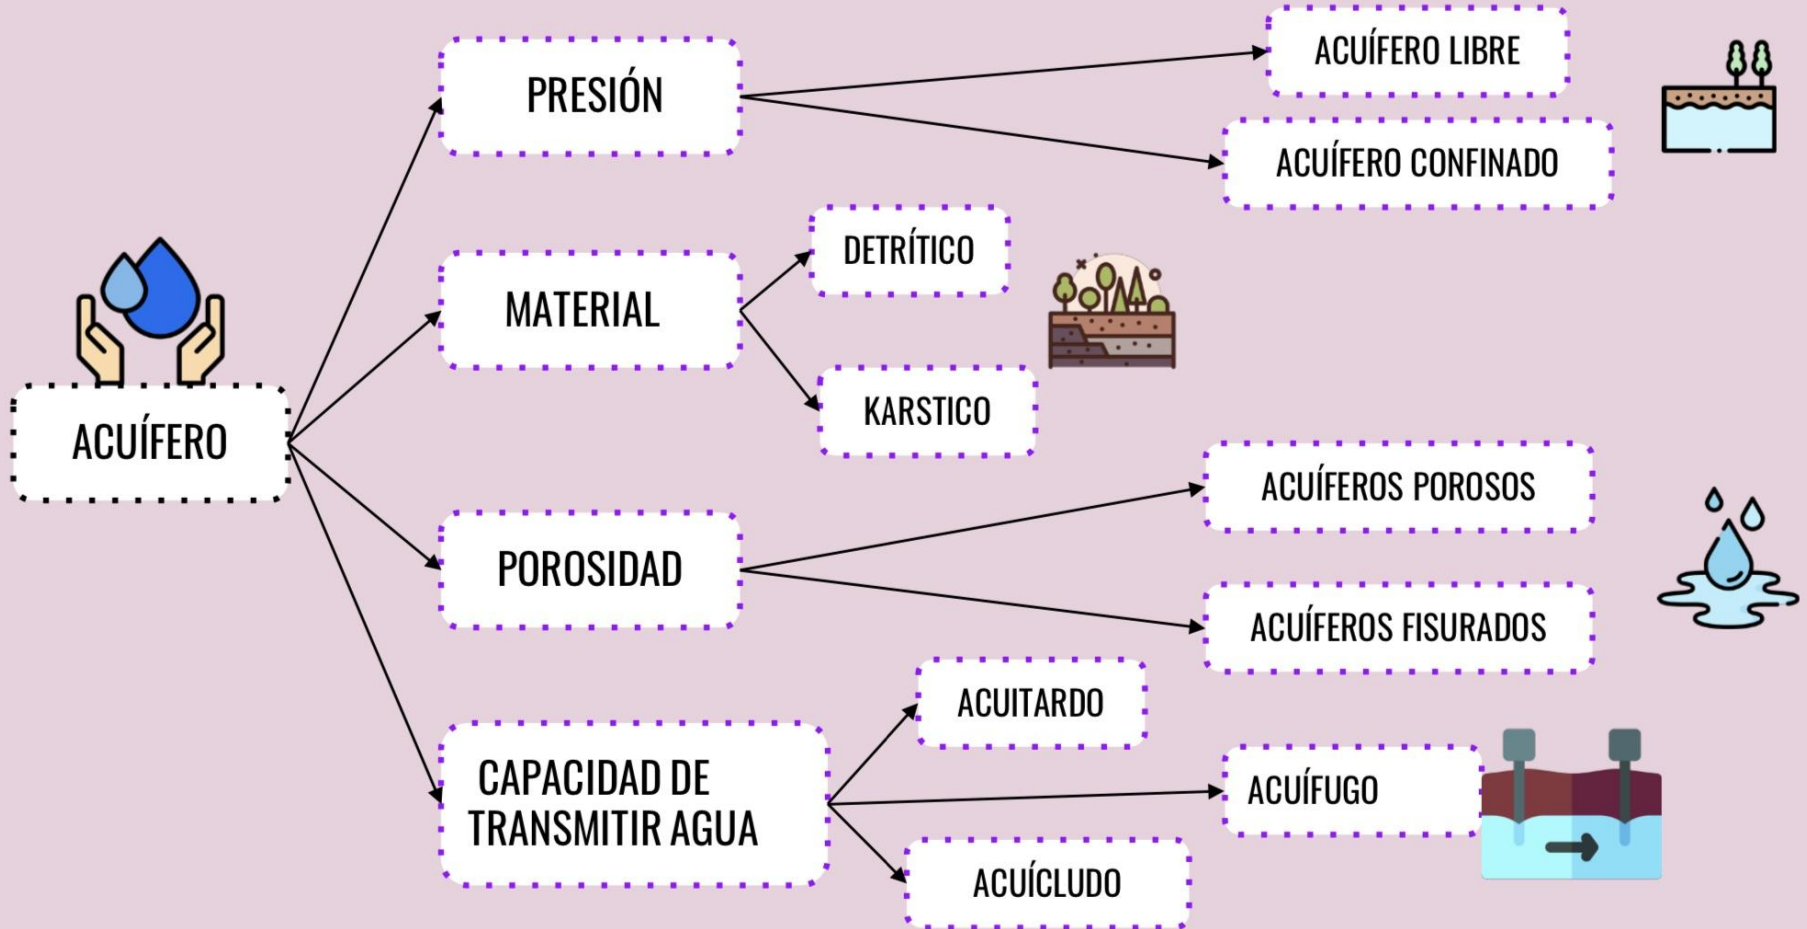 PRESIÓN
ACUÍFERO LIBRE
ACUÍFERO CONFINADO
MATERIAL
DETRÍTICO
KARSTICO
ACUÍFERO
POROSIDAD
ACUÍFEROS POROSOS
ACUÍFEROS FISURADOS
CAPACIDAD DE
TRANSMITIR AGUA
ACUITARDO
ACUÍFUGO
ACUÍCLUDO